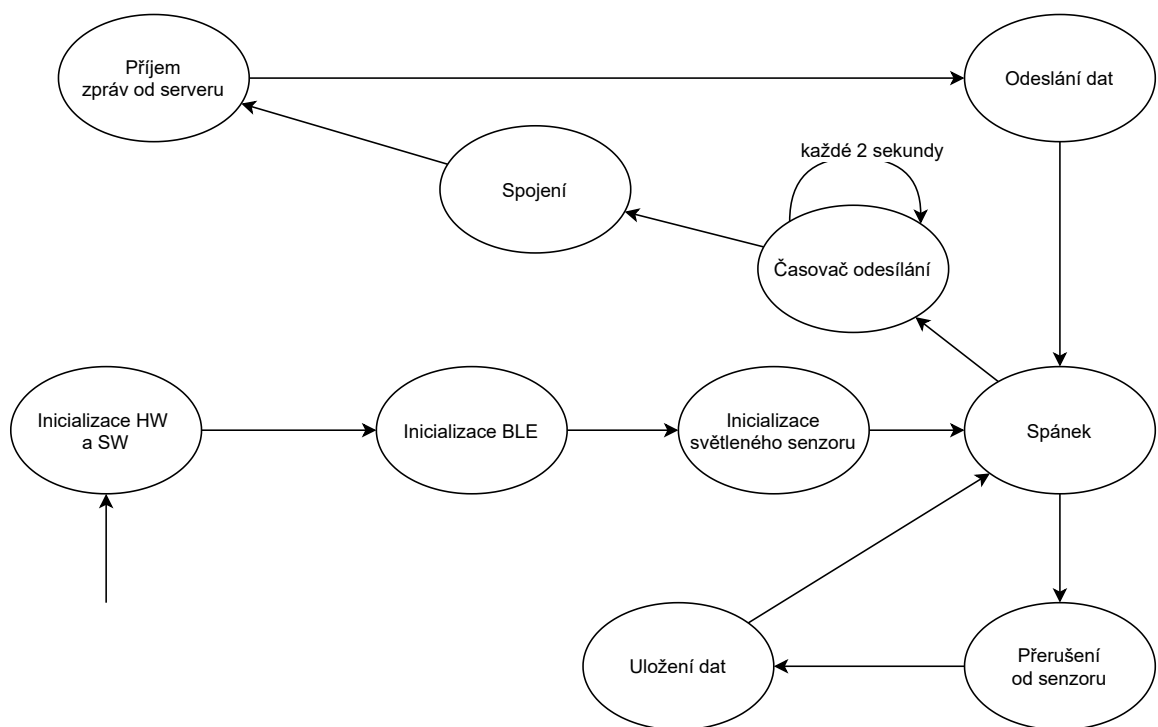 Příjem
zpráv od serveru
Odeslání dat
každé 2 sekundy
Spojení
Časovač odesílání
Inicializace HW
a SW
Inicializace BLE
Inicializace
světleného senzoru
Spánek
Uložení dat
Přerušení
od senzoru